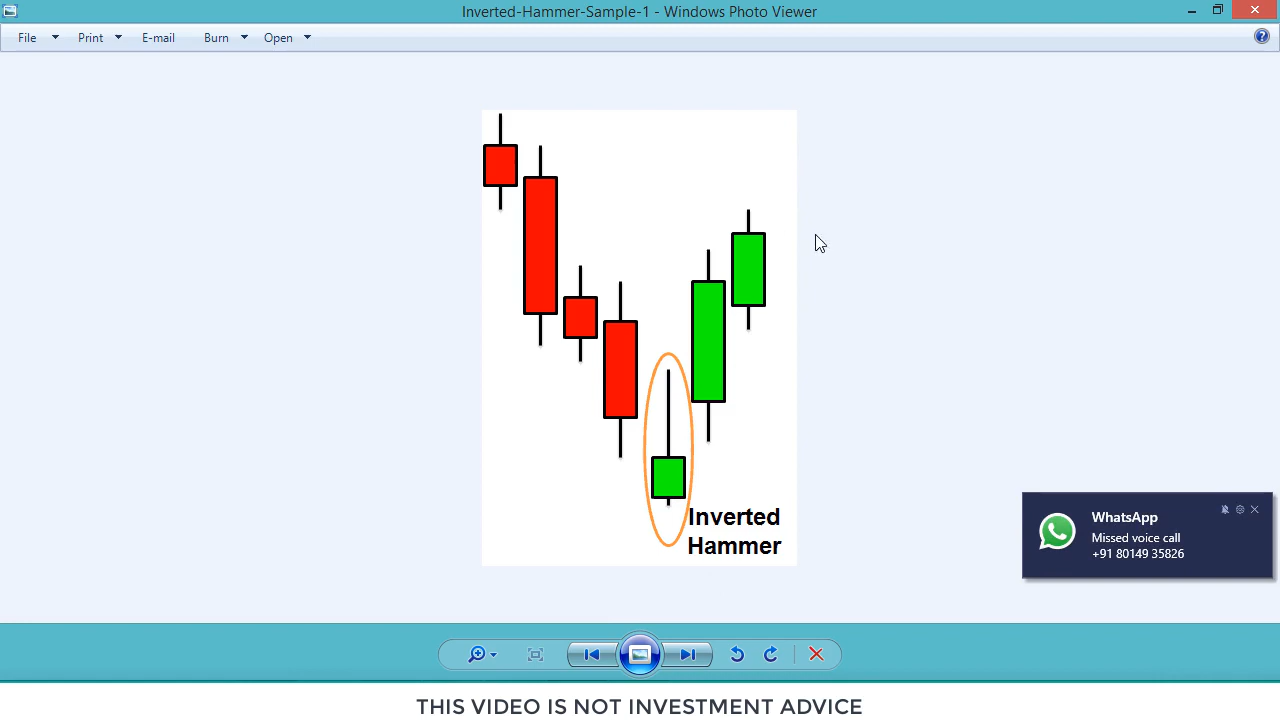 Inverted-Hammer-Sample-1 - Windows Photo Viewer
File Print E-mail Burn Open
Inverted
Hammer
WhatsApp
Missed voice call
+91 80149 35826
THIS VIDEO IS NOT INVESTMENT ADVICE